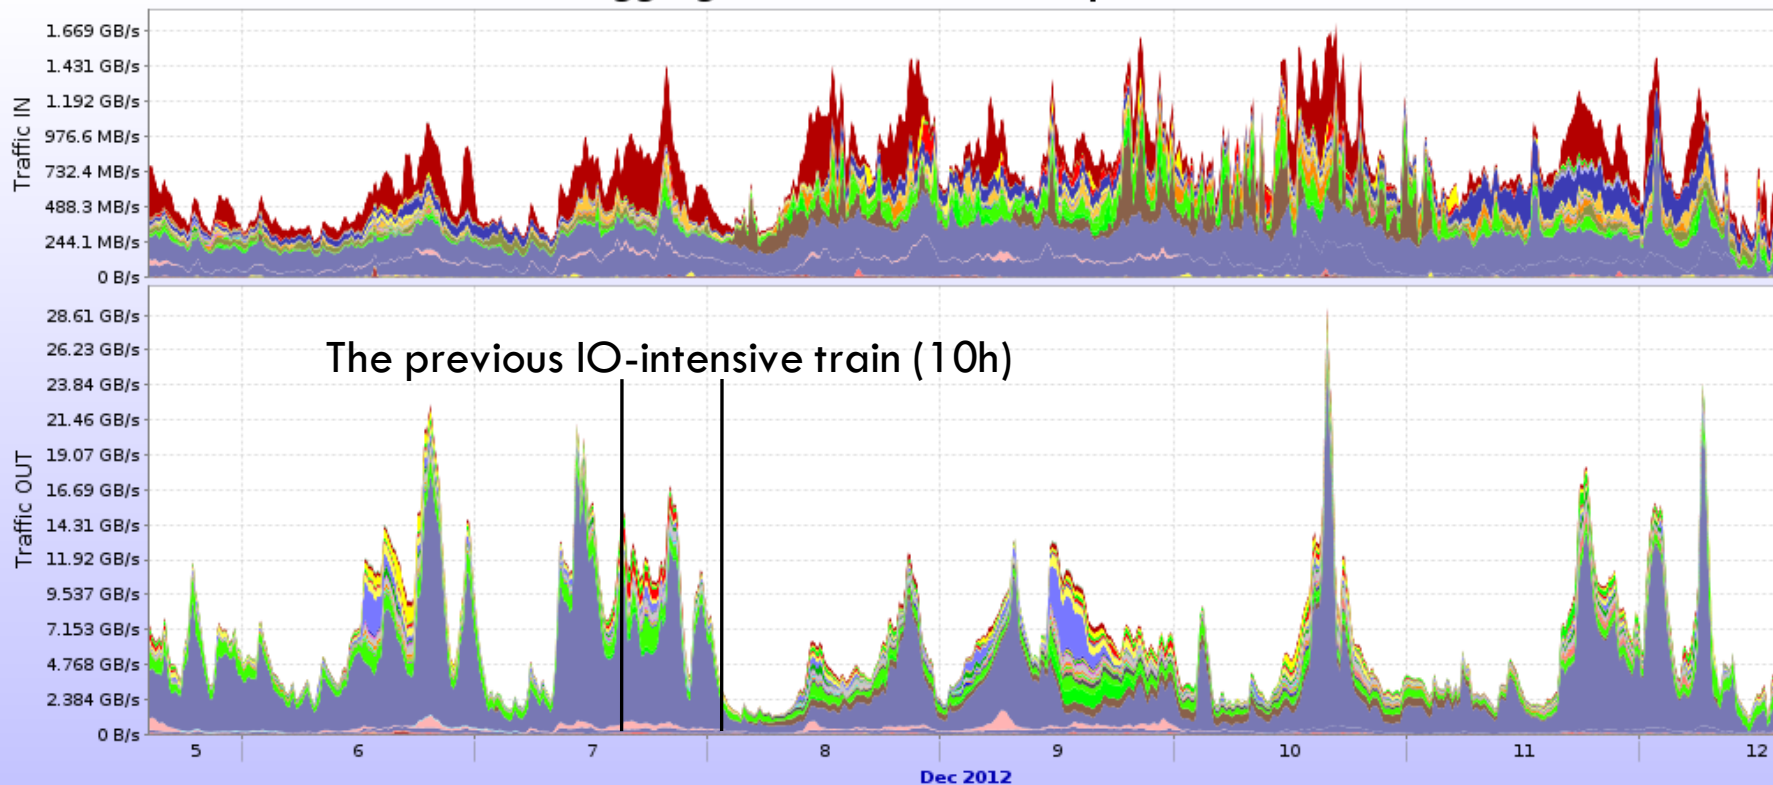 1.669 GB/s
1.431 GB/s
1.192 GB/s
976.6 MB/s
732.4 MB/s
488.3 MB/s
244.1 MB/s
0 B/s
Traffic IN
28.61 GB/s
26.23 GB/s
23.84 GB/s
21.46 GB/s
19.07 GB/s
16.69 GB/s
14.31 GB/s
11.92 GB/s
9.537 GB/s
7.153 GB/s
4.768 GB/s
2.384 GB/s
0 B/s
Traffic OUT
The previous IO-intensive train (10h)
5 6 7 8 9 10 11 12
Dec 2012